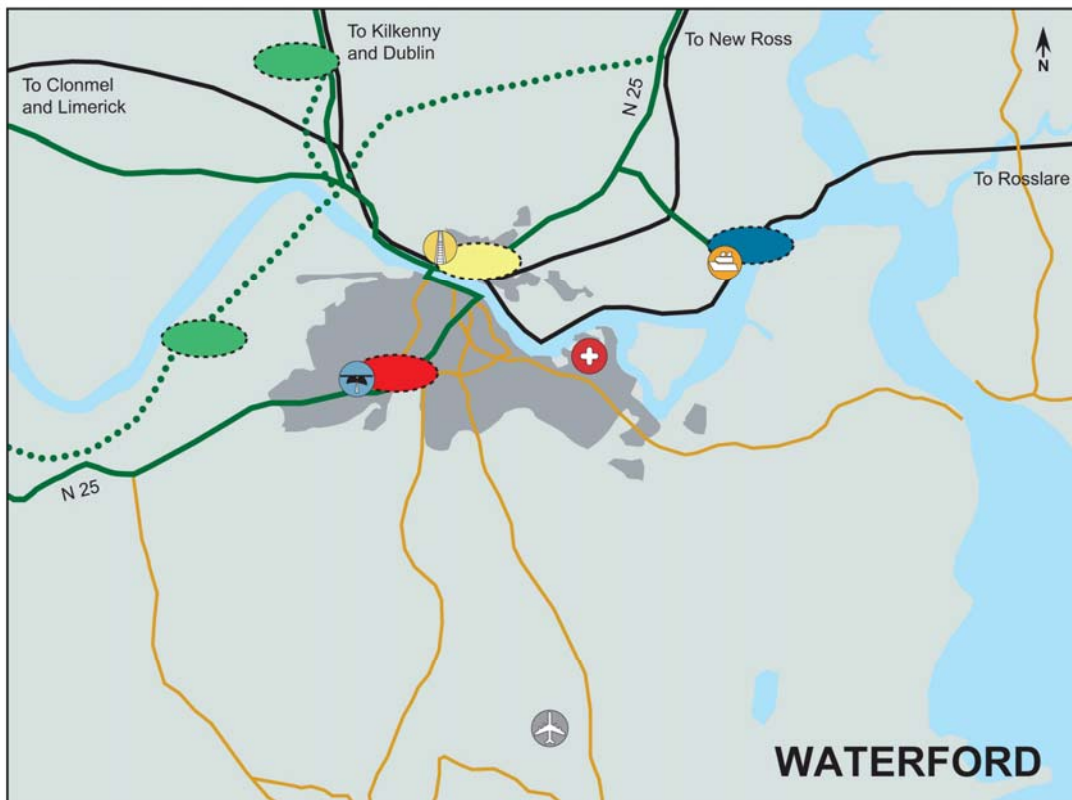 To Kilkenny
and Dublin
To New Ross
N
To Clonmel
and Limerick
N 25
To Rosslare
N 25
WATERFORD